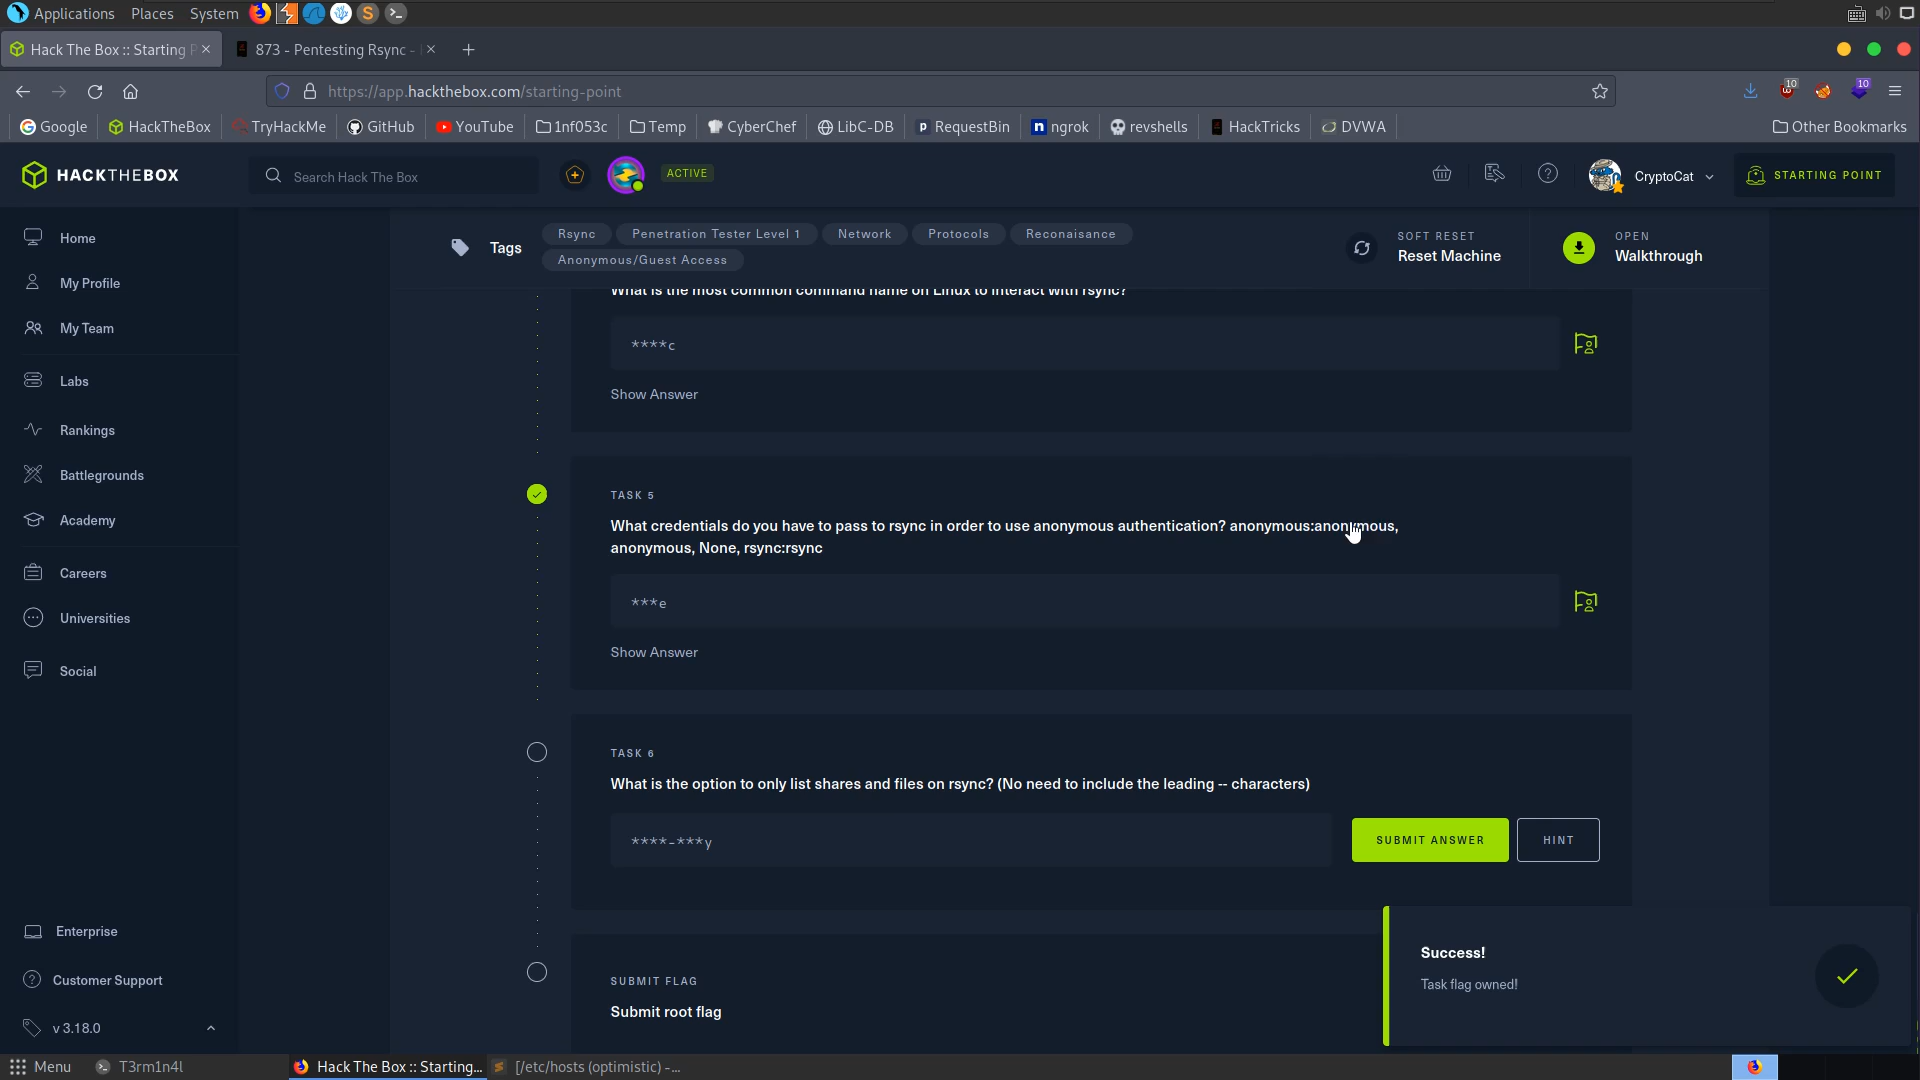 Applications Places System
Hack The Box :: Starting P
873 - Pentesting Rsync -
https://app.hackthebox.com/starting-point
10
10
Google
HackTheBox
TryHackMe
GitHub
YouTube
1nf053c
Temp
CyberChef
LibC-DB
RequestBin
ngrok
revshells
HackTricks
DVWA
Other Bookmarks
HACKTHEBOX
Search Hack The Box
ACTIVE
CryptoCat
STARTING POINT
Home
My Profile
My Team
Labs
Rankings
Battlegrounds
Academy
Careers
Universities
Social
Enterprise
Customer Support
v 3.18.0
Tags
Rsync
Penetration Tester Level 1
Network
Protocols
Reconaisance
Anonymous/Guest Access
SOFT RESET
Reset Machine
OPEN
Walkthrough
What is the most common command name on Linux to interact with rsync?
****c
Show Answer
TASK 5
What credentials do you have to pass to rsync in order to use anonymous authentication? anonymous:anonymous,
anonymous, None, rsync:rsync
***e
Show Answer
TASK 6
What is the option to only list shares and files on rsync? (No need to include the leading -- characters)
****-***y
SUBMIT ANSWER
HINT
SUBMIT FLAG
Submit root flag
Success!
Task flag owned!
Menu
T3rm1n4l
Hack The Box :: Starting...
[/etc/hosts (optimistic) -...